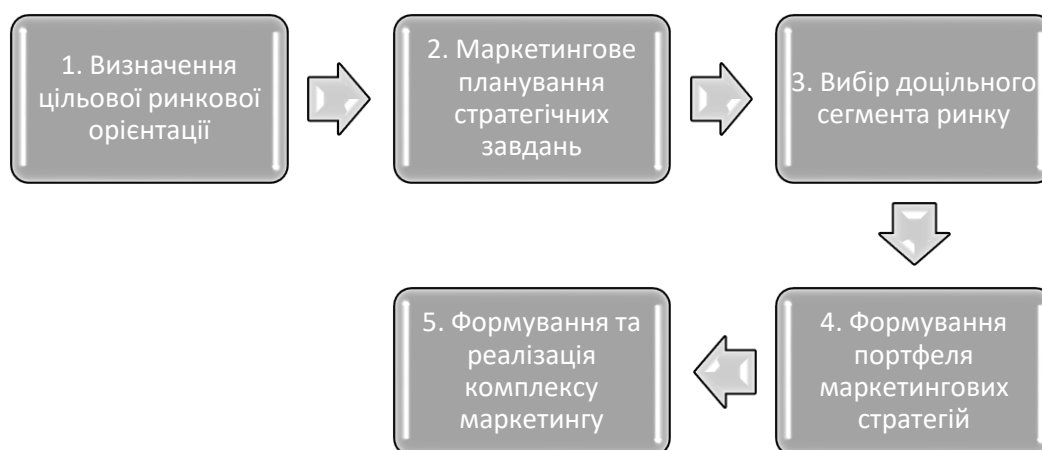 1. Визначення
цільової ринкової
орієнтації
2. Маркетингове
планування
стратегічних
завдань
3. Вибір доцільного
сегмента ринку
4. Формування
портфеля
маркетингових
стратегій
5. Формування та
реалізація
комплексу
маркетингу